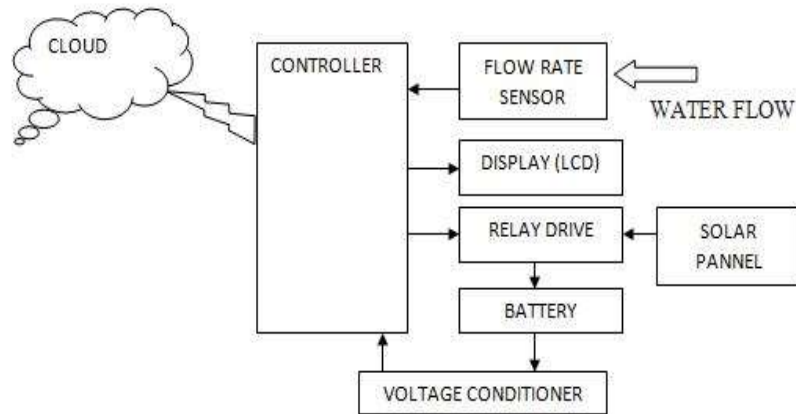 CLOUD
CONTROLLER
FLOW RATE
SENSOR
WATER FLOW
DISPLAY (LCD)
RELAY DRIVE
SOLAR
PANNEL
BATTERY
VOLTAGE CONDITIONER